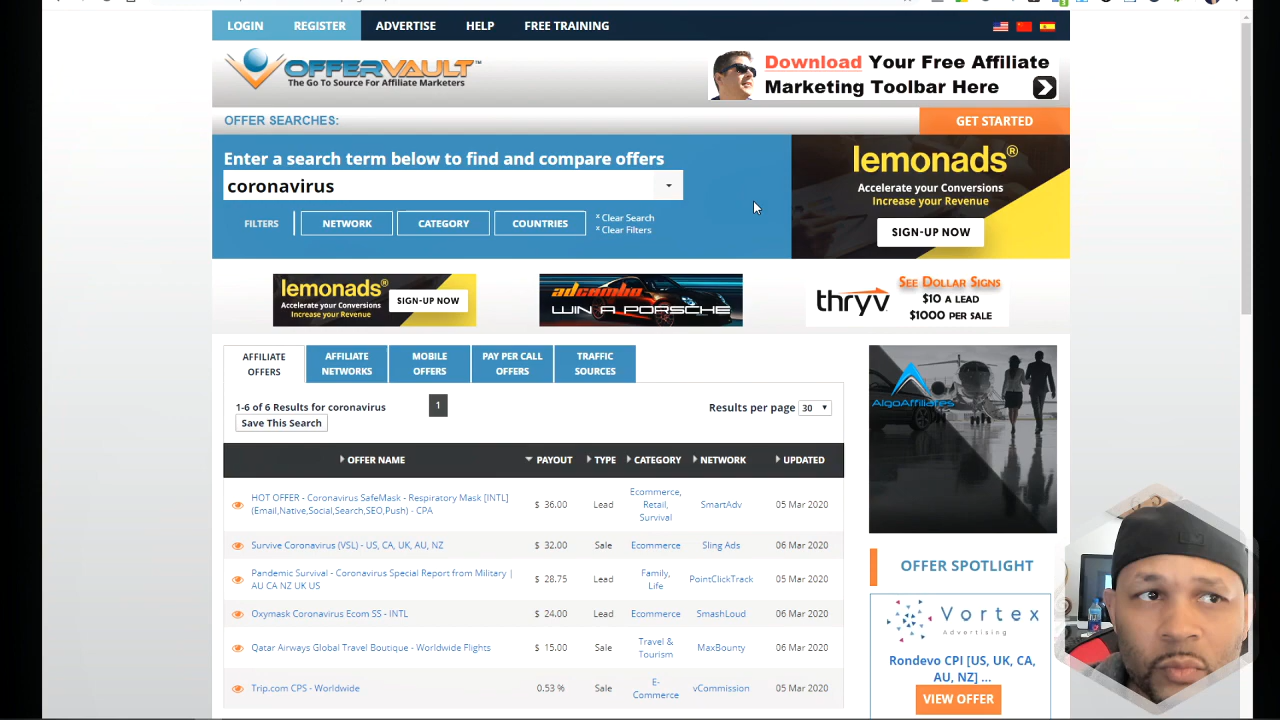 LOGIN
REGISTER
ADVERTISE
HELP
FREE TRAINING
OFFERVAULT™
The Go To Source For Affiliate Marketers
Download Your Free Affiliate
Marketing Toolbar Here
OFFER SEARCHES:
GET STARTED
Enter a search term below to find and compare offers
coronavirus
FILTERS
NETWORK
CATEGORY
COUNTRIES
x Clear Search
x Clear Filters
lemonads®
Accelerate your Conversions
Increase your Revenue
SIGN-UP NOW
lemonads®
Accelerate your Conversions
Increase your Revenue
SIGN-UP NOW
adcombo
WIN A PORSCHE
thryv
SEE DOLLAR SIGNS
$10 A LEAD
$1000 PER SALE
AFFILIATE
OFFERS
AFFILIATE
NETWORKS
MOBILE
OFFERS
PAY PER CALL
OFFERS
TRAFFIC
SOURCES
1-6 of 6 Results for coronavirus
1
Results per page 30
Save This Search
OFFER NAME PAYOUT TYPE CATEGORY NETWORK UPDATED
HOT OFFER - Coronavirus SafeMask - Respiratory Mask [INTL]
(Email,Native,Social,Search,SEO,Push) - CPA
$ 36.00
Lead
Ecommerce,
Retail,
Survival
SmartAdv
05 Mar 2020
Survive Coronavirus (VSL) - US, CA, UK, AU, NZ
$ 32.00
Sale
Ecommerce
Sling Ads
06 Mar 2020
Pandemic Survival - Coronavirus Special Report from Military |
AU CA NZ UK US
$ 28.75
Lead
Family,
Life
PointClickTrack
05 Mar 2020
Oxymask Coronavirus Ecom SS - INTL
$ 24.00
Lead
Ecommerce
SmashLoud
06 Mar 2020
Qatar Airways Global Travel Boutique - Worldwide Flights
$ 15.00
Sale
Travel &
Tourism
MaxBounty
06 Mar 2020
Trip.com CPS - Worldwide
0.53 %
Sale
E-
Commerce
vCommission
05 Mar 2020
AlgoAffiliates
OFFER SPOTLIGHT
Vortex
Advertising
Rondevo CPI [US, UK, CA,
AU, NZ] ...
VIEW OFFER